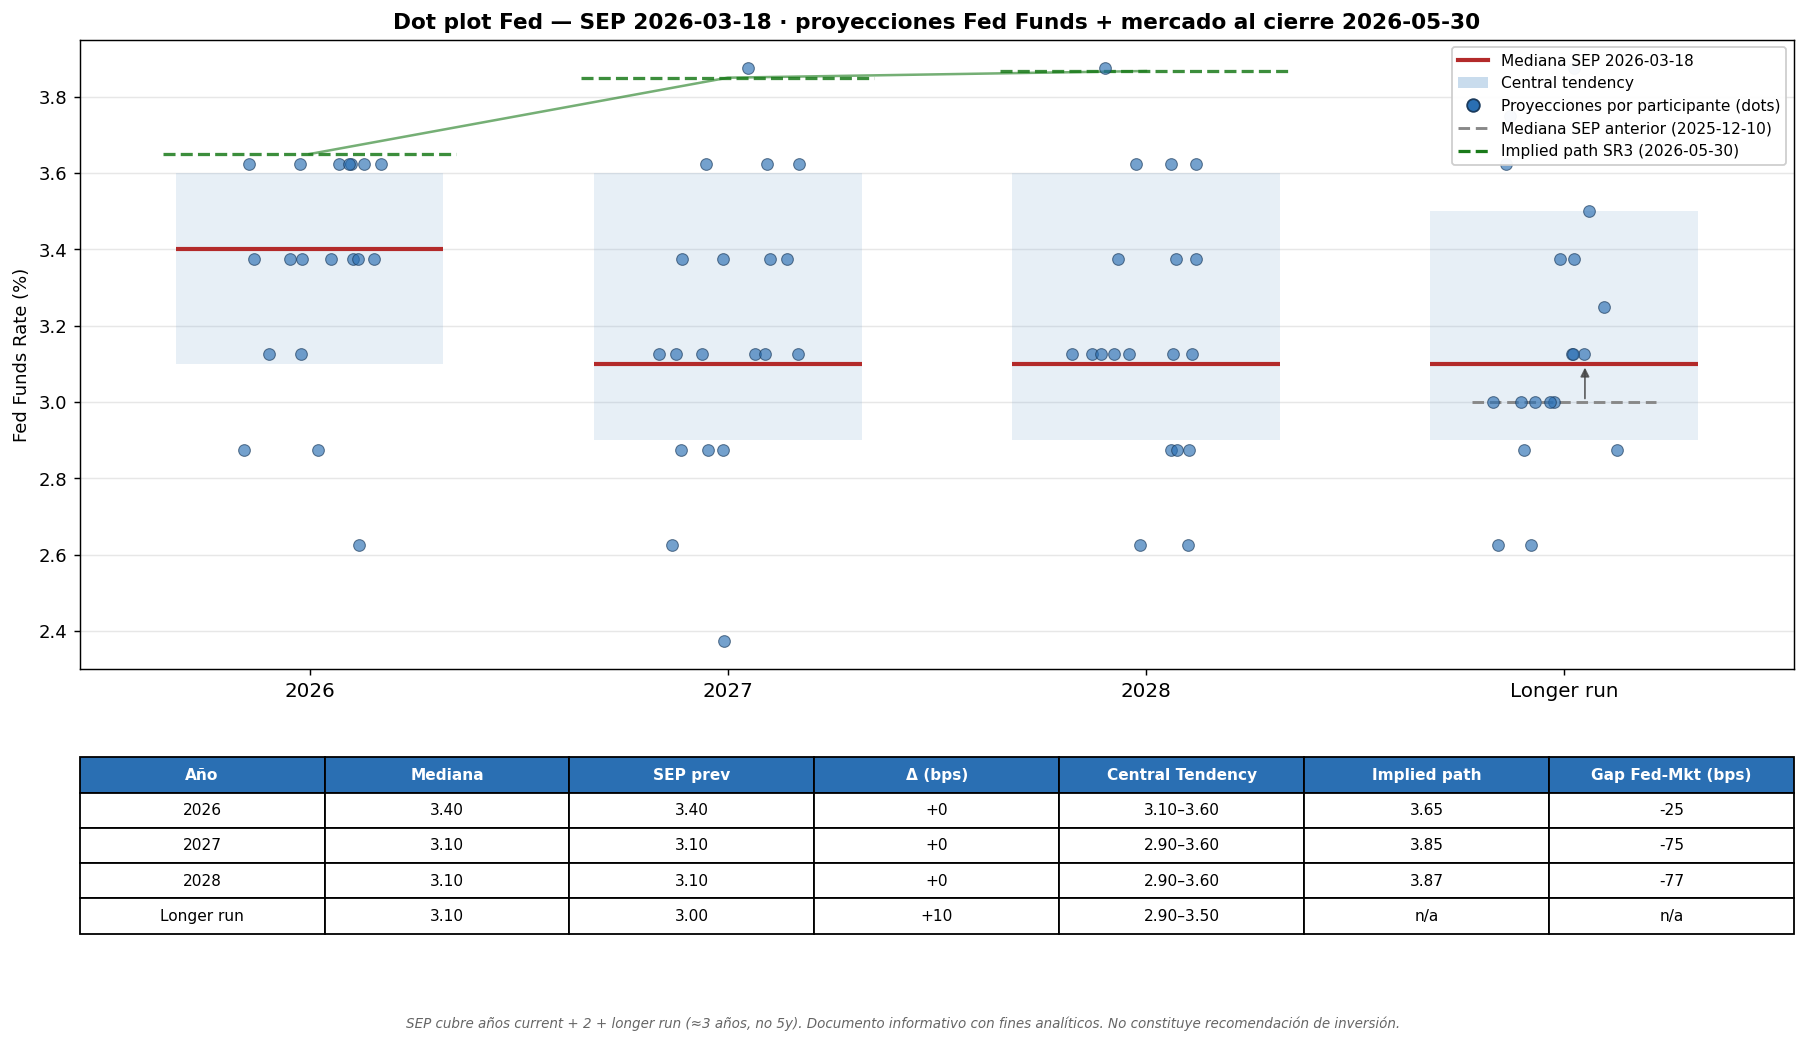 Dot plot Fed — SEP 2026-03-18 · proyecciones Fed Funds + mercado al cierre 2026-05-30
Mediana SEP 2026-03-18
Central tendency
Proyecciones por participante (dots)
Mediana SEP anterior (2025-12-10)
Implied path SR3 (2026-05-30)
Fed Funds Rate (%)
3.8
3.6
3.4
3.2
3.0
2.8
2.6
2.4
2026 2027 2028 Longer run
Año Mediana SEP prev Δ (bps) Central Tendency Implied path Gap Fed-Mkt (bps)
2026 3.40 3.40 +0 3.10–3.60 3.65 -25
2027 3.10 3.10 +0 2.90–3.60 3.85 -75
2028 3.10 3.10 +0 2.90–3.60 3.87 -77
Longer run 3.10 3.00 +10 2.90–3.50 n/a n/a
SEP cubre años current + 2 + longer run (≈3 años, no 5y). Documento informativo con fines analíticos. No constituye recomendación de inversión.